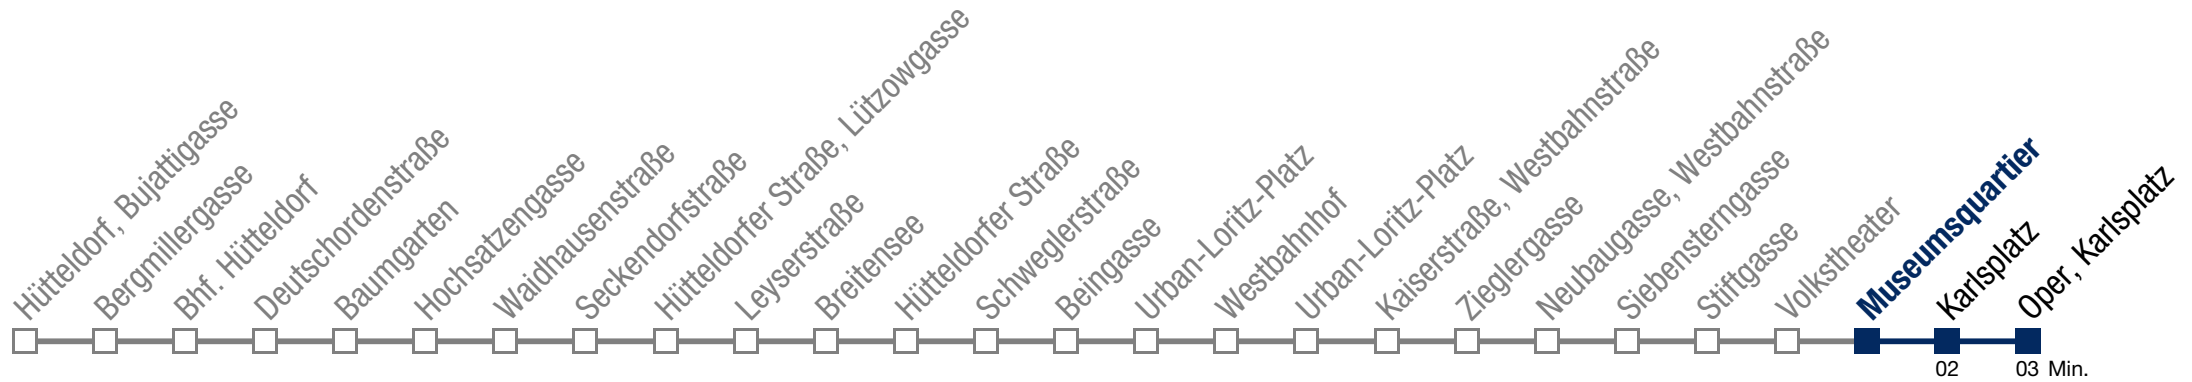 Hütteldorf, Bujattigasse
Bergmillergasse
Bhf. Hütteldorf
Deutschordenstraße
Baumgarten
Hochsatzengasse
Waidhausenstraße
Seckendorfstraße
Hütteldorfer Straße, Lützowgasse
Leyserstraße
Breitensee
Hütteldorfer Straße
Schweglerstraße
Beingasse
Urban-Loritz-Platz
Westbahnhof
Urban-Loritz-Platz
Kaiserstraße, Westbahnstraße
Zieglergasse
Neubaugasse, Westbahnstraße
Siebensterngasse
Stiftgasse
Volkstheater
Museumsquartier
Karlsplatz
Oper, Karlsplatz
02 03 Min.